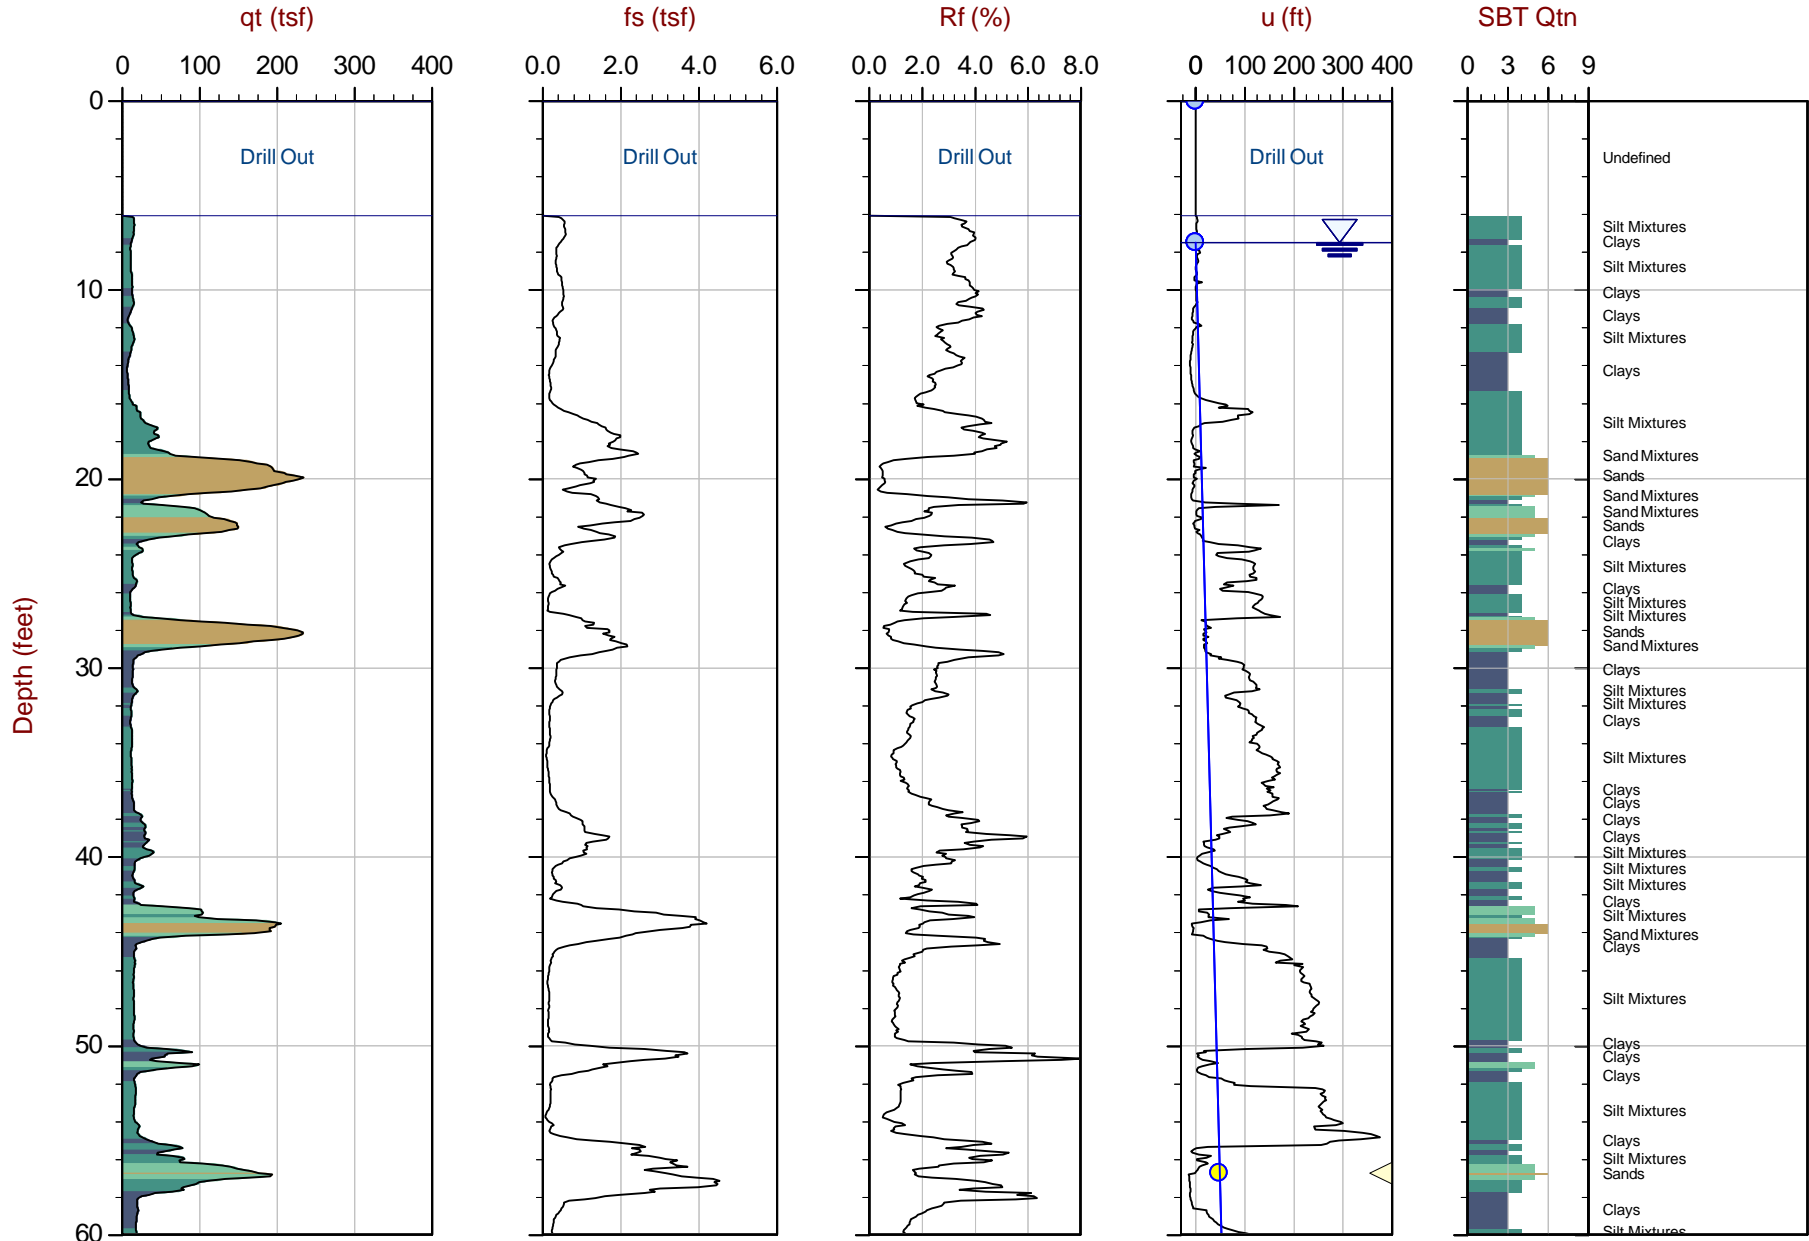 qt (tsf) fs (tsf) Rf (%) u (ft) SBT Qtn
0 100 200 300 400 0.0 2.0 4.0 6.0 0.0 2.0 4.0 6.0 8.0 0 100 200 300 400 0 3 6 9
0
Drill Out Drill Out Drill Out Drill Out
Undefined
Silt Mixtures
Clays
Silt Mixtures
10
Clays
Clays
Silt Mixtures
Clays
Silt Mixtures
Sand Mixtures
20
Sands
Sand Mixtures
Sand Mixtures
Sands
Clays
Silt Mixtures
Clays
Silt Mixtures
Silt Mixtures
Sands
Sand Mixtures
30
Clays
Silt Mixtures
Silt Mixtures
Clays
Depth (feet)
Silt Mixtures
Clays
Clays
Clays
Clays
40
Silt Mixtures
Silt Mixtures
Silt Mixtures
Clays
Silt Mixtures
Sand Mixtures
Clays
Silt Mixtures
50
Clays
Clays
Clays
Silt Mixtures
Clays
Silt Mixtures
Sands
Clays
60
Silt Mixtures